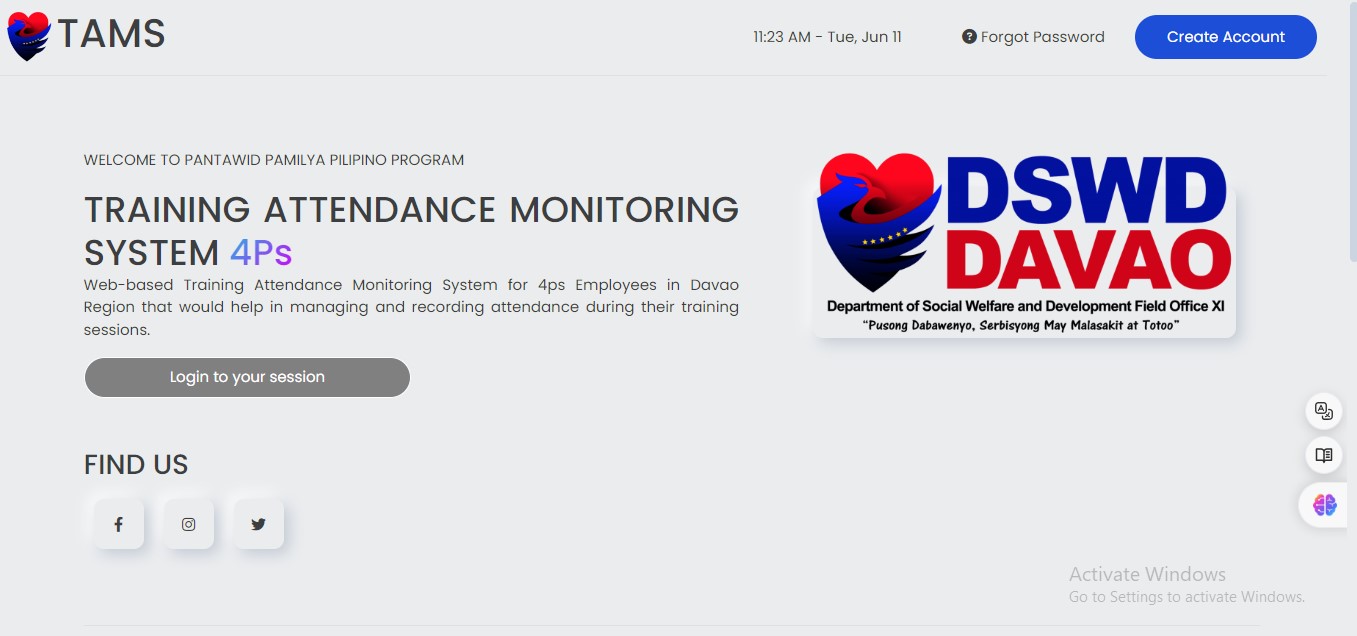 TAMS
11:23 AM - Tue, Jun 11
Forgot Password
Create Account
WELCOME TO PANTAWID PAMILYA PILIPINO PROGRAM
TRAINING ATTENDANCE MONITORING
SYSTEM 4Ps
Web-based Training Attendance Monitoring System for 4ps Employees in Davao
Region that would help in managing and recording attendance during their training
sessions.
Login to your session
DSWD
DAVAO
Department of Social Welfare and Development Field Office XI
“Pusong Dabawenyo, Serbisyong May Malasakit at Totoo”
FIND US
Activate Windows
Go to Settings to activate Windows.